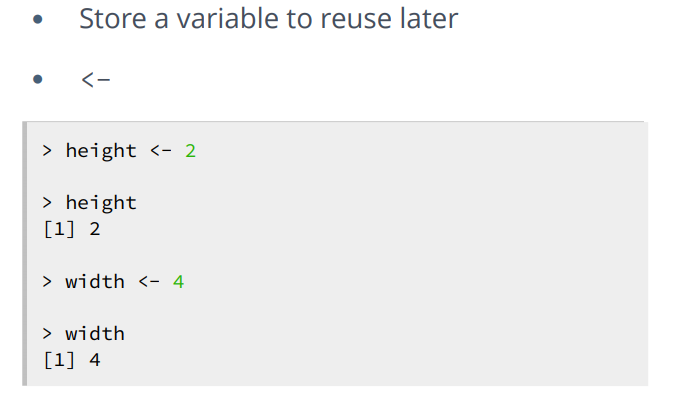 • Store a variable to reuse later
• <-
> height <- 2
> height
[1] 2
> width <- 4
> width
[1] 4